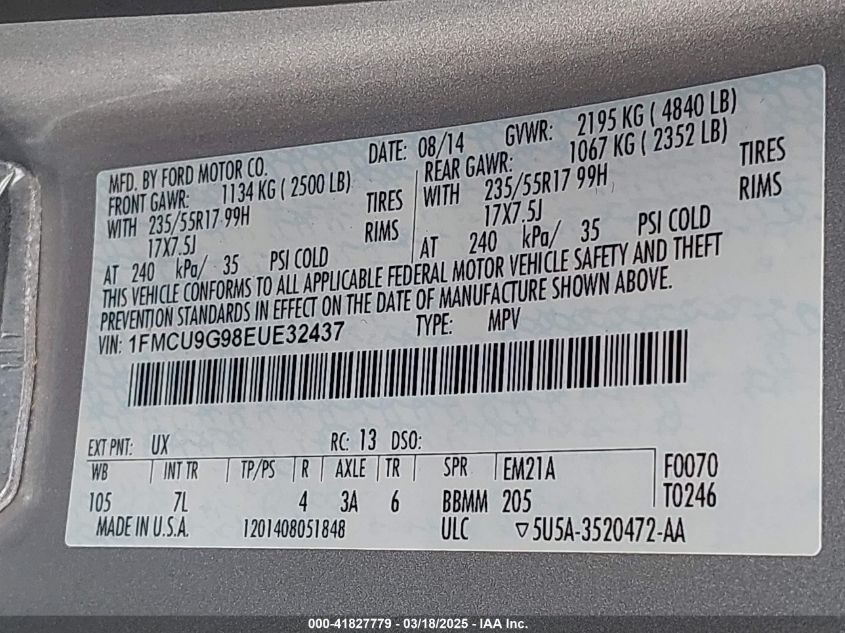 MFD. BY FORD MOTOR CO. DATE: 08/14 GVWR: 2195 KG ( 4840 LB)
FRONT GAWR: 1134 KG ( 2500 LB) REAR GAWR: 1067 KG ( 2352 LB)
WITH 235/55R17 99H TIRES WITH 235/55R17 99H TIRES
17X7.5J RIMS 17X7.5J RIMS
AT 240 kPa/ 35 PSI COLD AT 240 kPa/ 35 PSI COLD
THIS VEHICLE CONFORMS TO ALL APPLICABLE FEDERAL MOTOR VEHICLE SAFETY AND THEFT
PREVENTION STANDARDS IN EFFECT ON THE DATE OF MANUFACTURE SHOWN ABOVE.
VIN: 1FMCU9G98EUE32437 TYPE: MPV
EXT PNT: UX RC: 13 DSO:
WB INT TR TP/PS R AXLE TR SPR EM21A F0070
105 7L 4 3A 6 BBMM 205 T0246
MADE IN U.S.A. 1201408051848 ULC ▽5U5A-3520472-AA
000-41827779 - 03/18/2025 - IAA Inc.